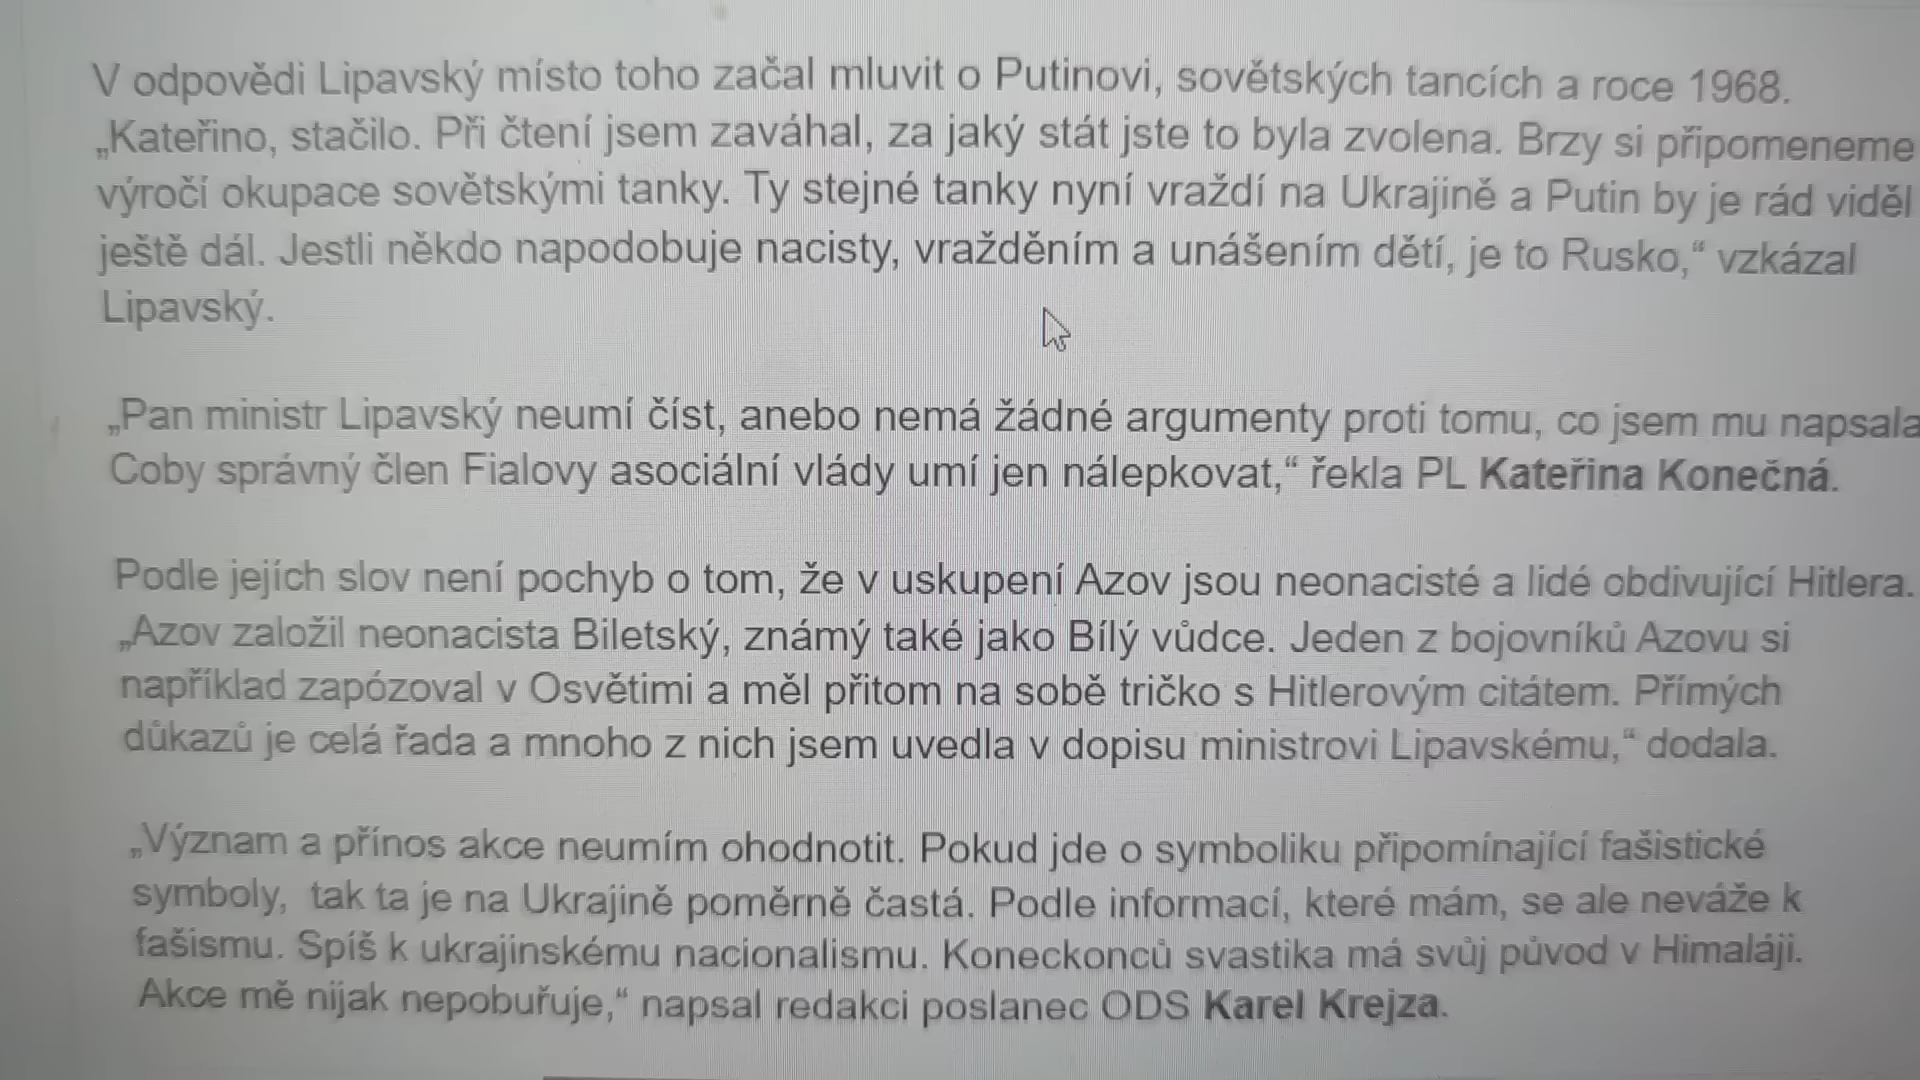 V odpovědi Lipavský místo toho začal mluvit o Putinovi, sovětských tancích a roce 1968.
„Kateřino, stačilo. Při čtení jsem zaváhal, za jaký stát jste to byla zvolena. Brzy si připomeneme
výročí okupace sovětskými tanky. Ty stejné tanky nyní vraždí na Ukrajině a Putin by je rád viděl
ještě dál. Jestli někdo napodobuje nacisty, vražděním a unášením dětí, je to Rusko,“ vzkázal
Lipavský.
„Pan ministr Lipavský neumí číst, anebo nemá žádné argumenty proti tomu, co jsem mu napsala
Coby správný člen Fialovy asociální vlády umí jen nálepkovat,“ řekla PL Kateřina Konečná.
Podle jejích slov není pochyb o tom, že v uskupení Azov jsou neonacisté a lidé obdivující Hitlera.
„Azov založil neonacista Biletský, známý také jako Bílý vůdce. Jeden z bojovníků Azovu si
například zapózoval v Osvětimi a měl přitom na sobě tričko s Hitlerovým citátem. Přímých
důkazů je celá řada a mnoho z nich jsem uvedla v dopisu ministrovi Lipavskému,“ dodala.
„Význam a přínos akce neumím ohodnotit. Pokud jde o symboliku připomínající fašistické
symboly, tak ta je na Ukrajině poměrně častá. Podle informací, které mám, se ale neváže k
fašismu. Spíš k ukrajinskému nacionalismu. Koneckonců svastika má svůj původ v Himaláji.
Akce mě nijak nepobuřuje,“ napsal redakci poslanec ODS Karel Krejza.